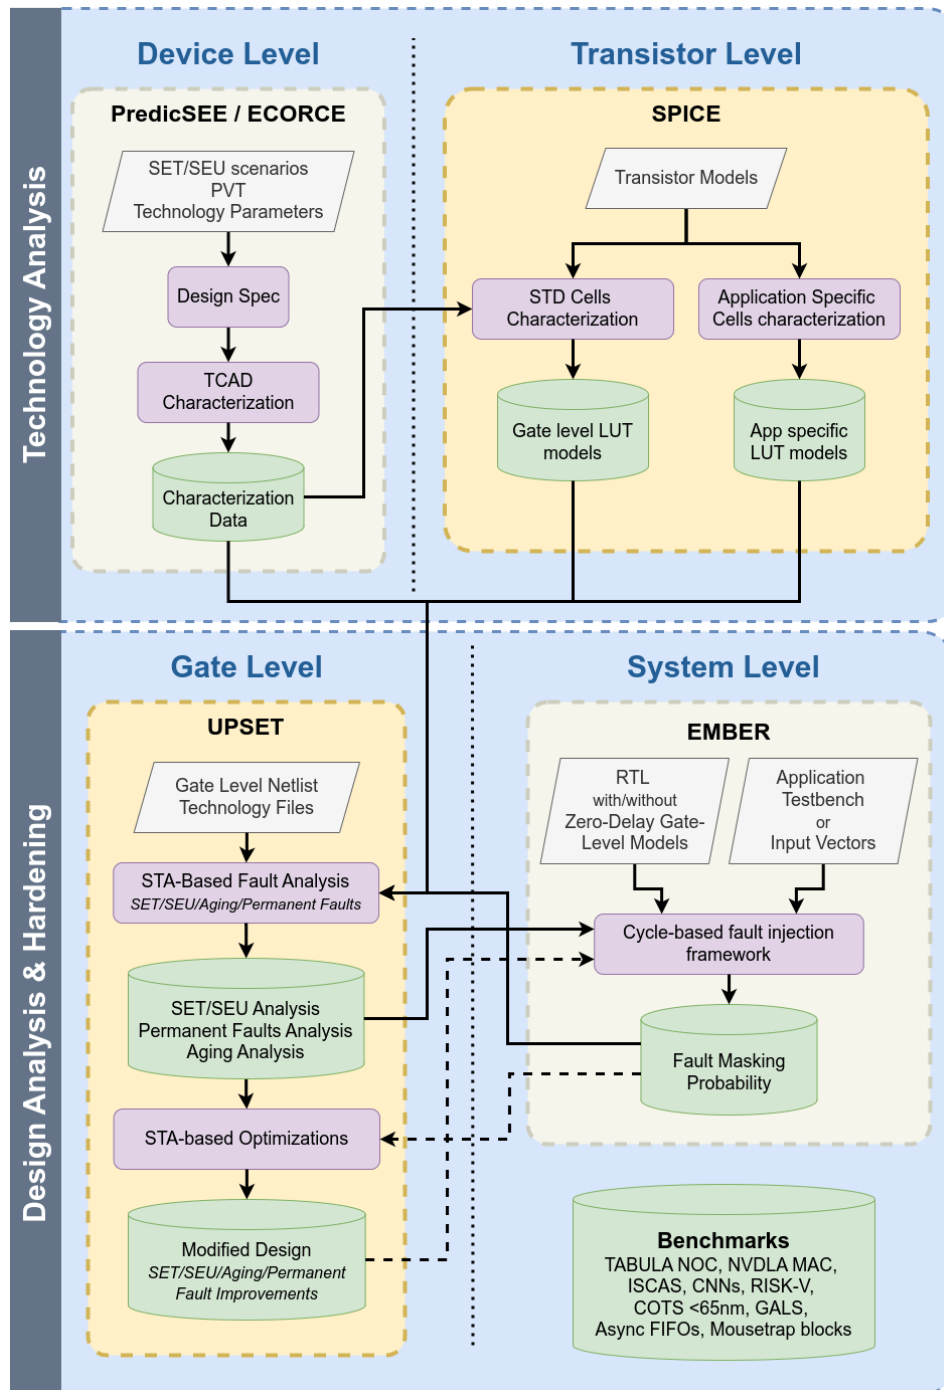 Technology Analysis
Device Level
PredicSEE / ECORCE
SET/SEU scenarios
PVT
Technology Parameters
Design Spec
TCAD
Characterization
Characterization
Data
Transistor Level
SPICE
Transistor Models
STD Cells
Characterization
Application Specific
Cells characterization
Gate level LUT
models
App specific
LUT models
Design Analysis & Hardening
Gate Level
UPSET
Gate Level Netlist
Technology Files
STA-Based Fault Analysis
SET/SEU/Aging/Permanent Faults
SET/SEU Analysis
Permanent Faults Analysis
Aging Analysis
STA-based Optimizations
Modified Design
SET/SEU/Aging/Permanent
Fault Improvements
System Level
EMBER
RTL
with/without
Zero-Delay Gate-
Level Models
Application
Testbench
or
Input Vectors
Cycle-based fault injection
framework
Fault Masking
Probability
Benchmarks
TABULA NOC, NVDLA MAC,
ISCAS, CNNs, RISK-V,
COTS <65nm, GALS,
Async FIFOs, Mousetrap blocks